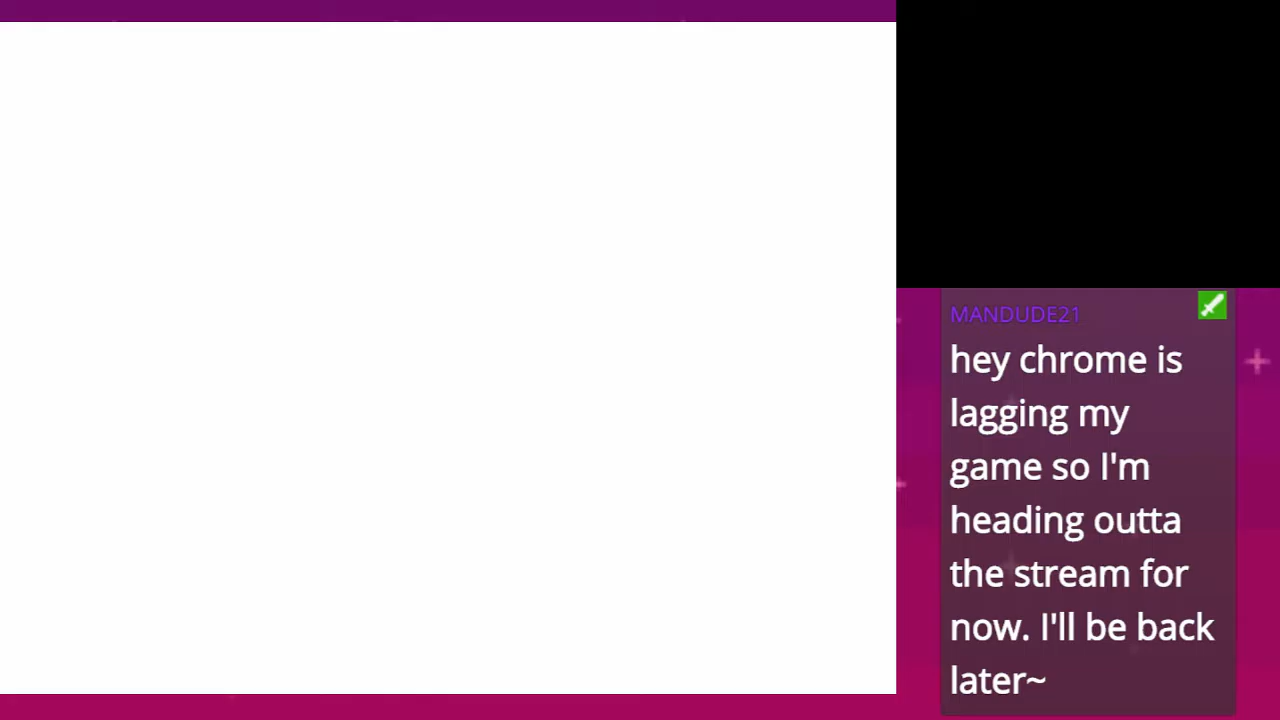 MANDUDE21
hey chrome is
lagging my
game so I'm
heading outta
the stream for
now. I'll be back
later~